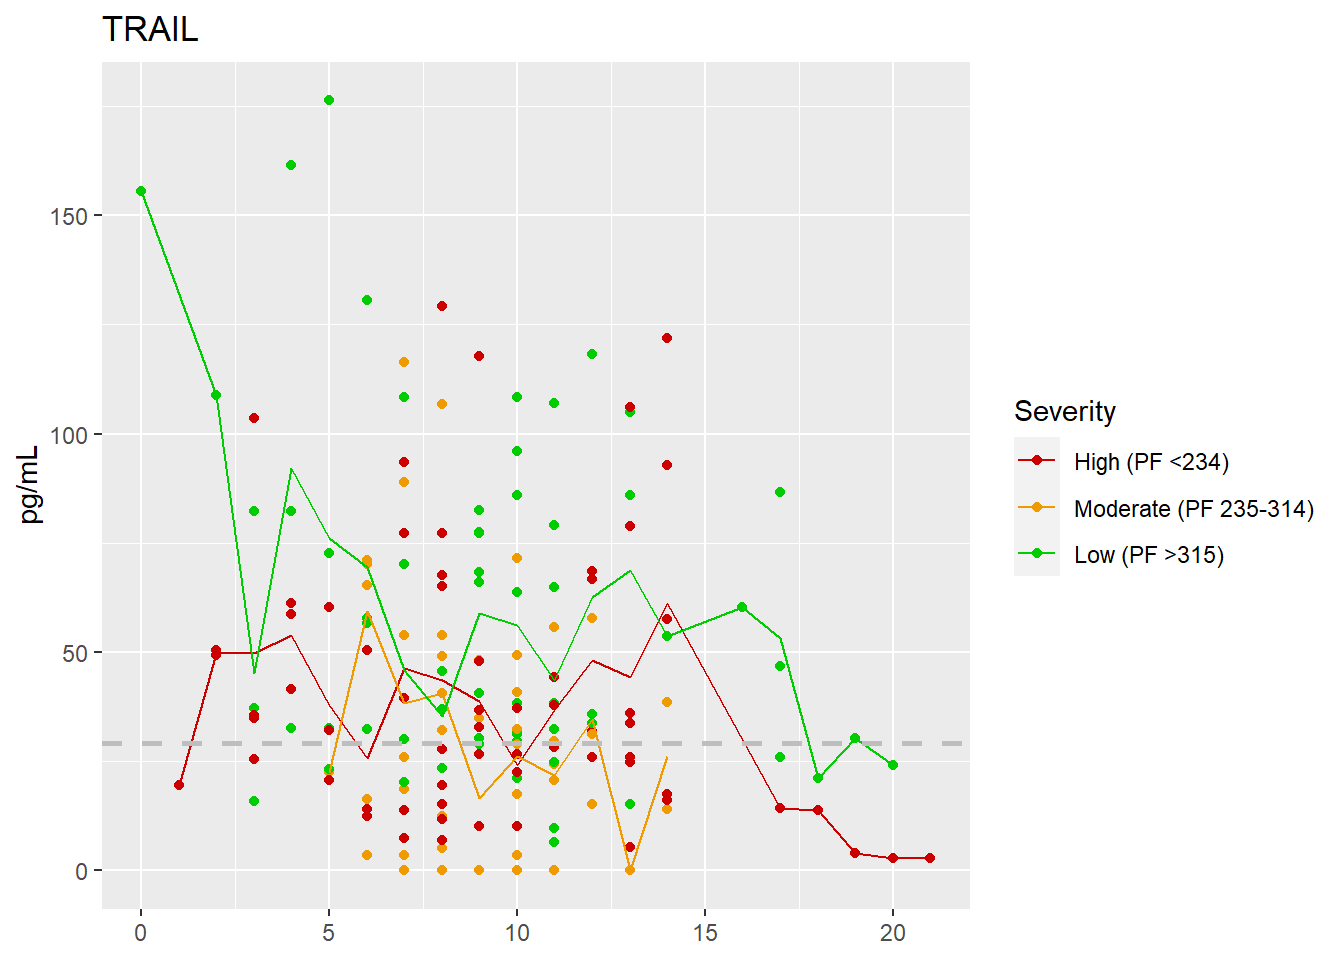 TRAIL
150
100
50
0
pg/mL
0 5 10 15 20
Severity
High (PF <234)
Moderate (PF 235-314)
Low (PF >315)